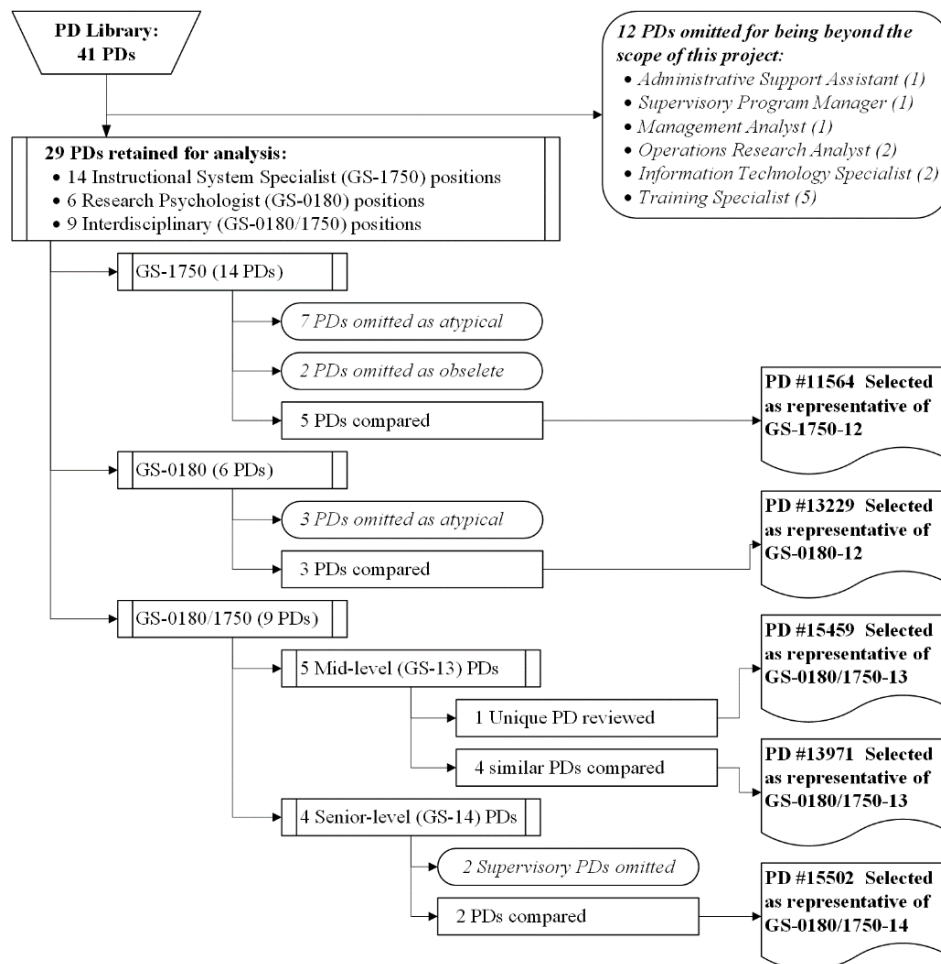 PD Library:
41 PDs
12 PDs omitted for being beyond the
scope of this project:
• Administrative Support Assistant (1)
• Supervisory Program Manager (1)
• Management Analyst (1)
• Operations Research Analyst (2)
• Information Technology Specialist (2)
• Training Specialist (5)
29 PDs retained for analysis:
• 14 Instructional System Specialist (GS-1750) positions
• 6 Research Psychologist (GS-0180) positions
• 9 Interdisciplinary (GS-0180/1750) positions
GS-1750 (14 PDs)
7 PDs omitted as atypical
2 PDs omitted as obselete
5 PDs compared
PD #11564 Selected
as representative of
GS-1750-12
GS-0180 (6 PDs)
3 PDs omitted as atypical
3 PDs compared
PD #13229 Selected
as representative of
GS-0180-12
GS-0180/1750 (9 PDs)
5 Mid-level (GS-13) PDs
1 Unique PD reviewed
PD #15459 Selected
as representative of
GS-0180/1750-13
4 similar PDs compared
PD #13971 Selected
as representative of
GS-0180/1750-13
4 Senior-level (GS-14) PDs
2 Supervisory PDs omitted
2 PDs compared
PD #15502 Selected
as representative of
GS-0180/1750-14